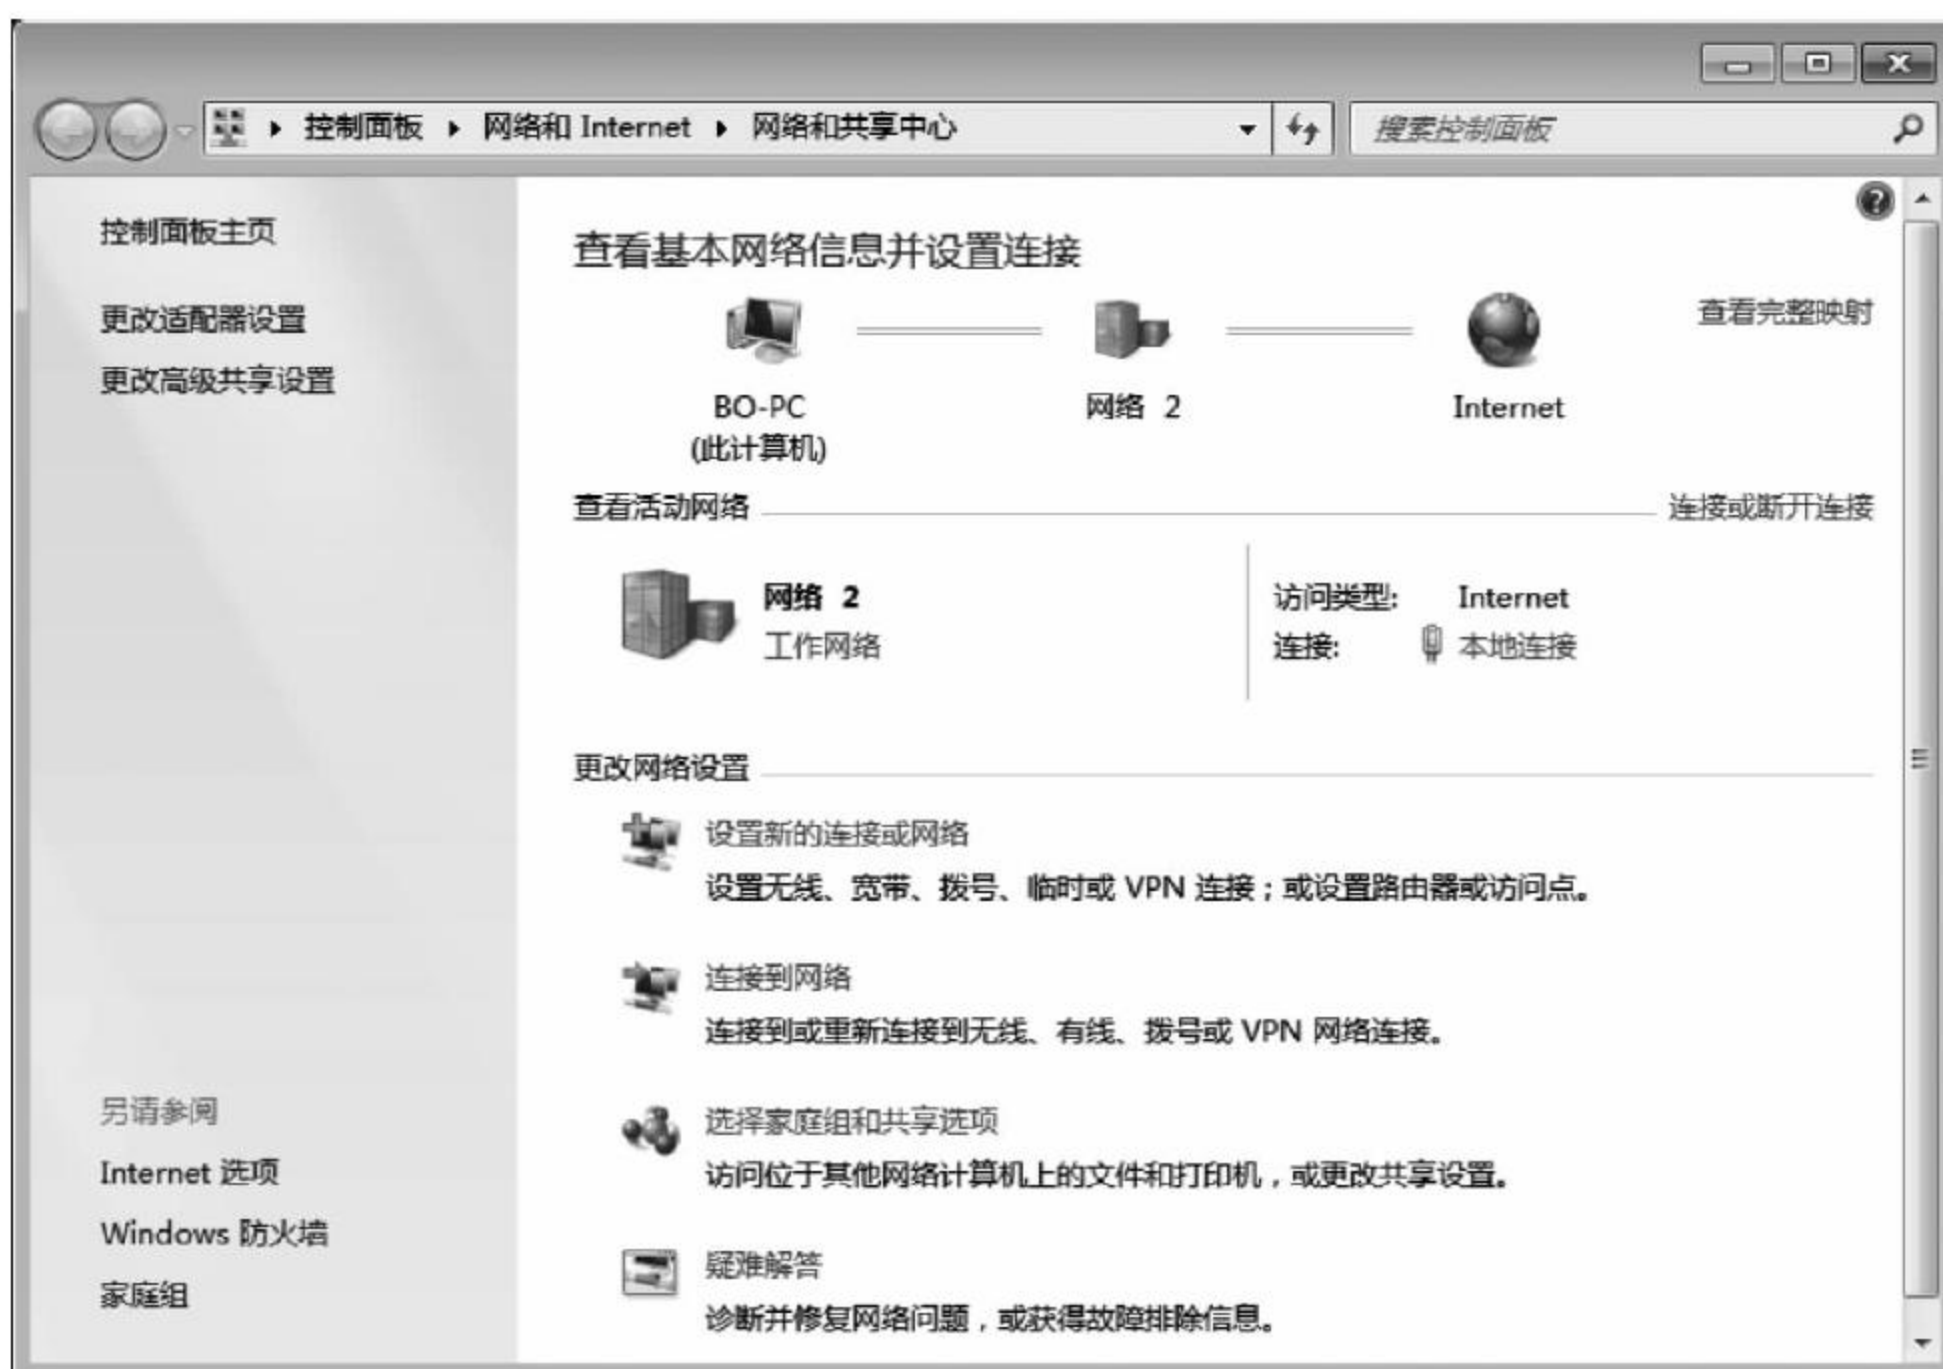 控制面板 ▸ 网络和 Internet ▸ 网络和共享中心
搜索控制面板
控制面板主页
更改适配器设置
更改高级共享设置
另请参阅
Internet 选项
Windows 防火墙
家庭组
查看基本网络信息并设置连接
查看完整映射
BO-PC
(此计算机)
网络 2
Internet
查看活动网络
连接或断开连接
网络 2
工作网络
访问类型: Internet
连接: 本地连接
更改网络设置
设置新的连接或网络
设置无线、宽带、拨号、临时或 VPN 连接；或设置路由器或访问点。
连接到网络
连接到或重新连接到无线、有线、拨号或 VPN 网络连接。
选择家庭组和共享选项
访问位于其他网络计算机上的文件和打印机，或更改共享设置。
疑难解答
诊断并修复网络问题，或获得故障排除信息。